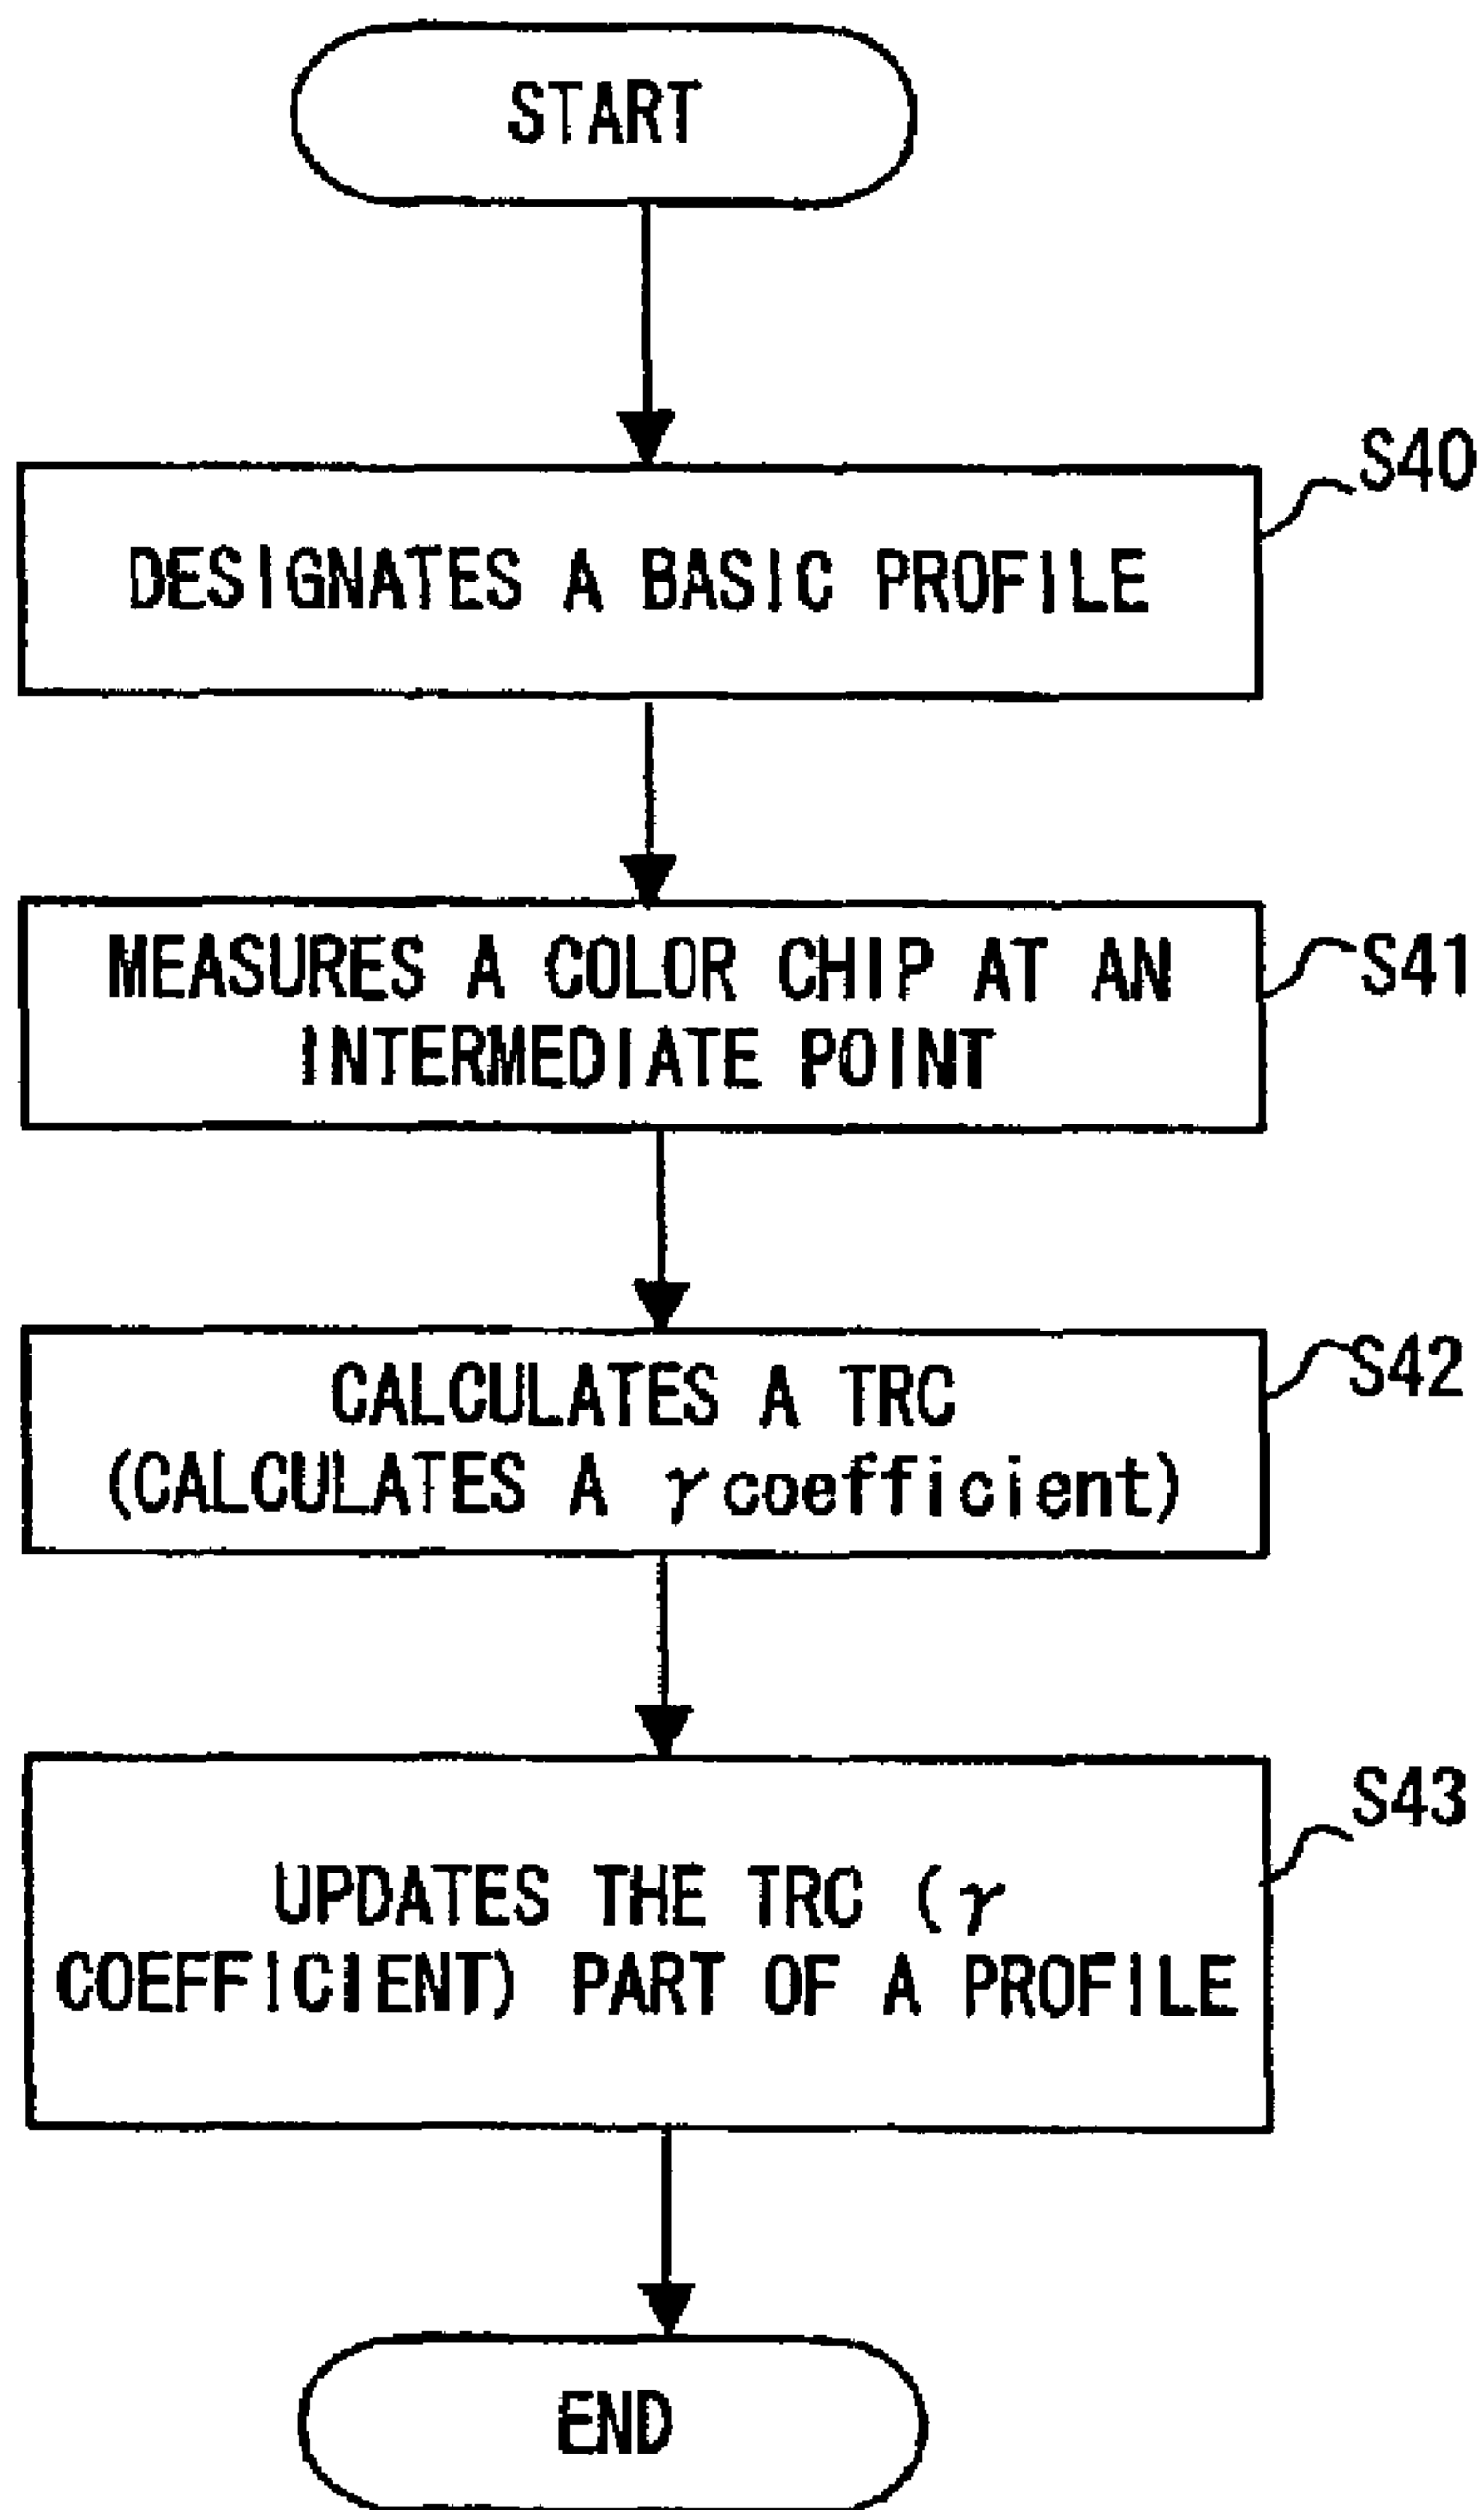 START
S40
DESIGNATES A BASIC PROFILE
MEASURES A COLOR CHIP AT AN
S41
INTERMEDIATE POINT
CALCULATES A TRC
S42
(CALCULATES A γ coefficient)
S43
UPDATES THE TRC (γ
COEFFICIENT) PART OF A PROFILE
END